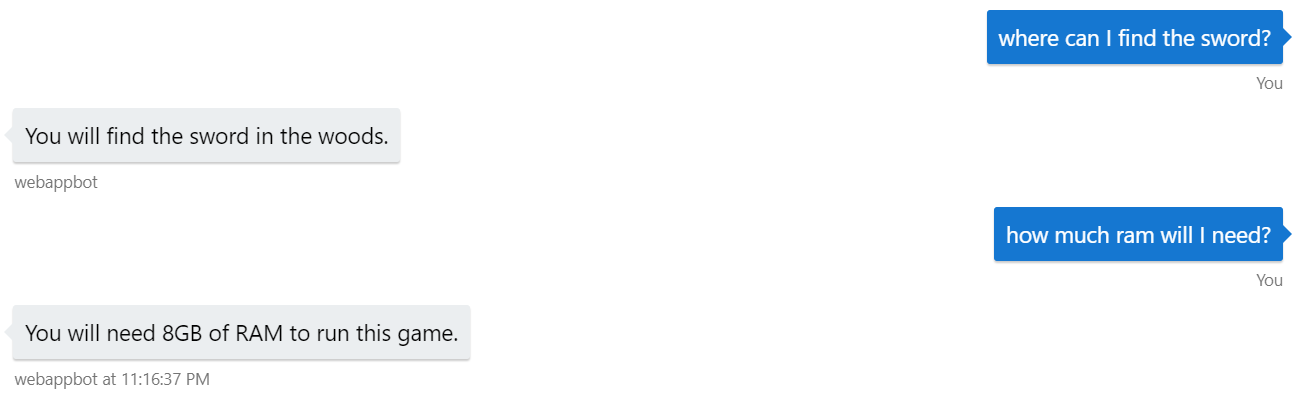 where can I find the sword?
You
You will find the sword in the woods.
webappbot
how much ram will I need?
You
You will need 8GB of RAM to run this game.
webappbot at 11:16:37 PM